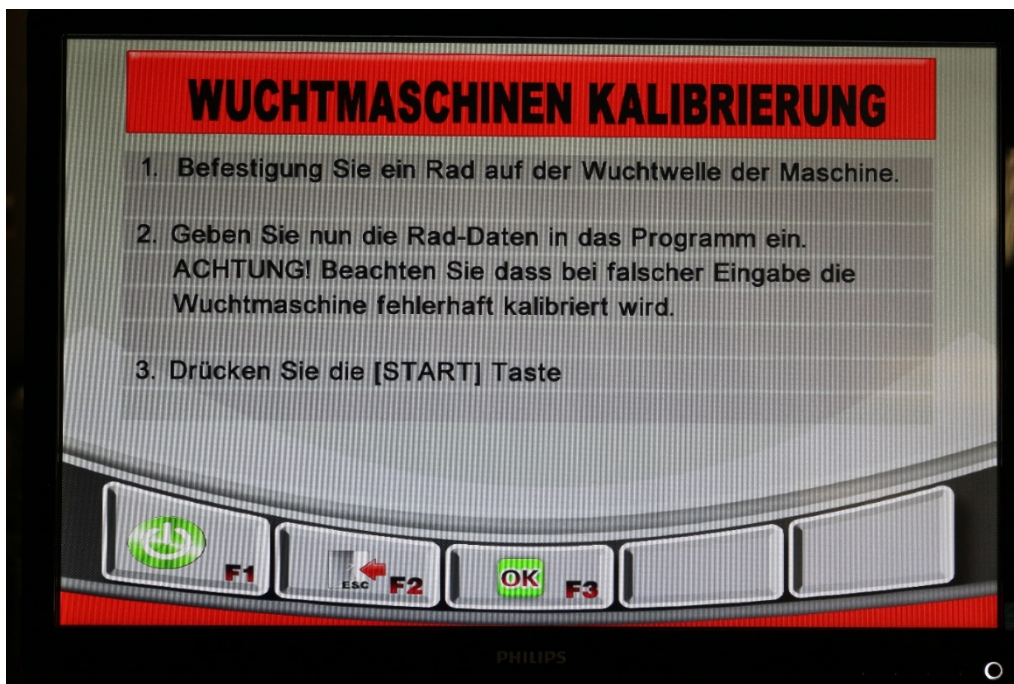 WUCHTMASCHINEN KALIBRIERUNG
1. Befestigung Sie ein Rad auf der Wuchtwelle der Maschine.
2. Geben Sie nun die Rad-Daten in das Programm ein.
ACHTUNG! Beachten Sie dass bei falscher Eingabe die
Wuchtmaschine fehlerhaft kalibriert wird.
3. Drücken Sie die [START] Taste
F1
ESC F2
OK F3
PHILIPS